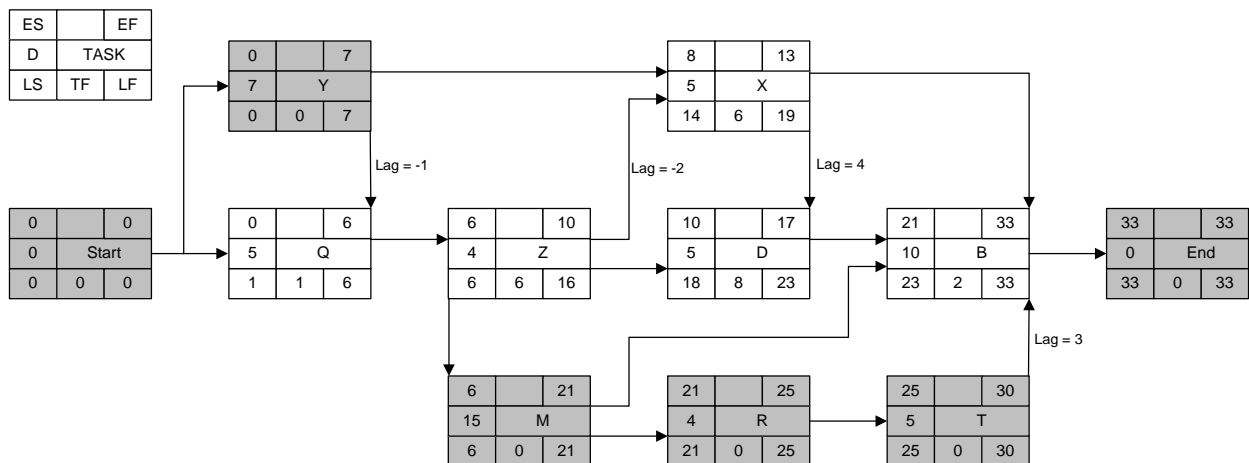 ES EF
D TASK
LS TF LF
0 7
7 Y
0 0 7
8 13
5 X
14 6 19
Lag = -1
Lag = -2
Lag = 4
0 0
0 Start
0 0 0
0 6
5 Q
1 1 6
6 10
4 Z
6 6 16
10 17
5 D
18 8 23
21 33
10 B
23 2 33
33 33
0 End
33 0 33
Lag = 3
6 21
15 M
6 0 21
21 25
4 R
21 0 25
25 30
5 T
25 0 30